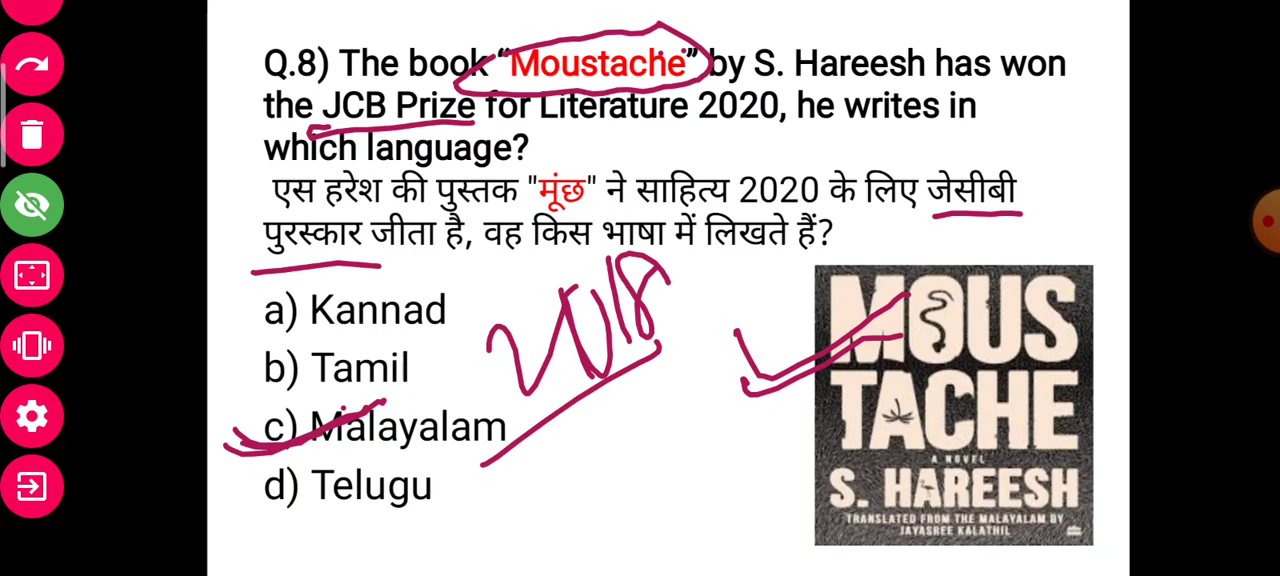 Q.8) The book “Moustache” by S. Hareesh has won
the JCB Prize for Literature 2020, he writes in
which language?
एस हरेश की पुस्तक "मूंछ" ने साहित्य 2020 के लिए जेसीबी
पुरस्कार जीता है, वह किस भाषा में लिखते हैं?
a) Kannad
b) Tamil
c) Malayalam
d) Telugu
2018
MOUS
TACHE
A NOVEL
S. HAREESH
TRANSLATED FROM THE MALAYALAM BY
JAYASREE KALATHIL